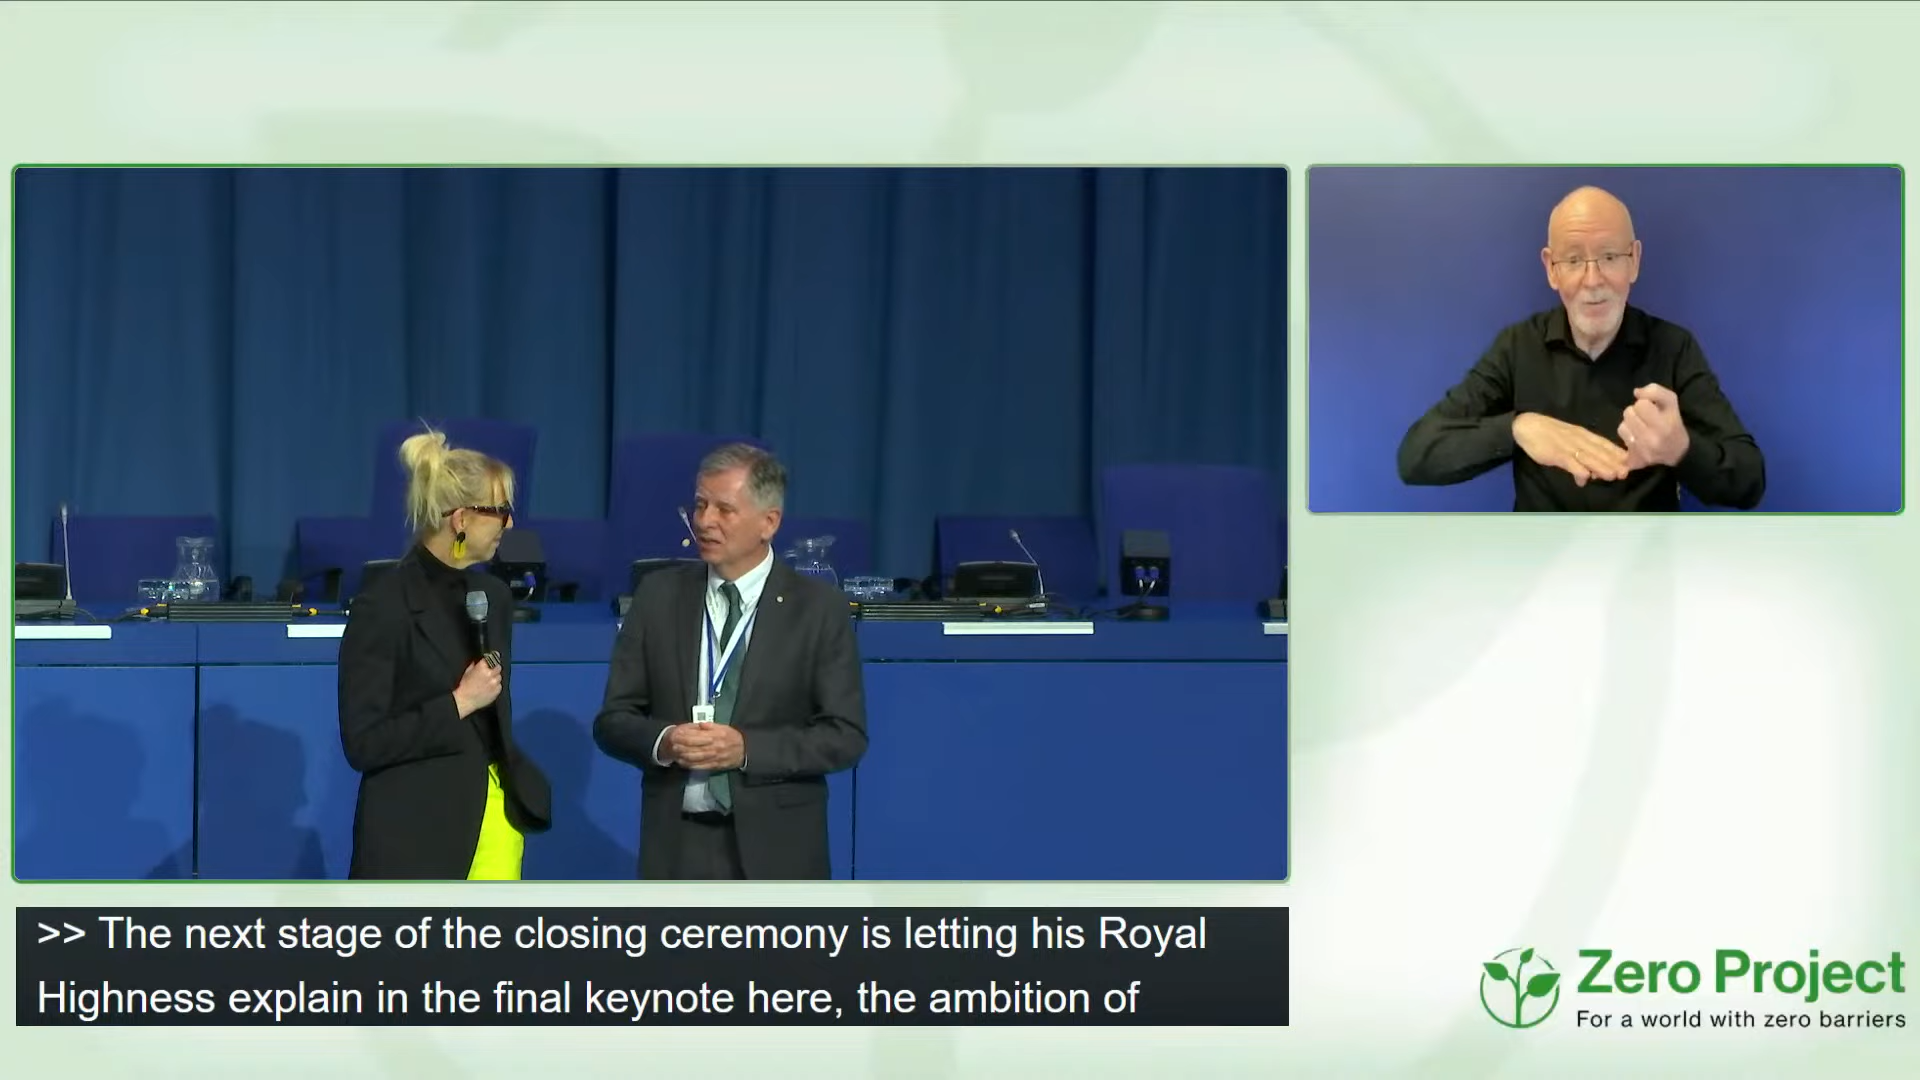 >> The next stage of the closing ceremony is letting his Royal
Highness explain in the final keynote here, the ambition of
Zero Project
For a world with zero barriers